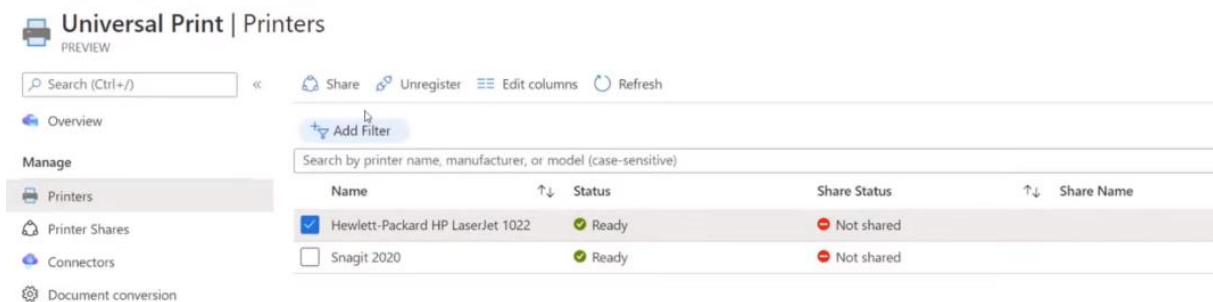 Universal Print | Printers
PREVIEW
Search (Ctrl+/) «
Overview
Manage
Printers
Printer Shares
Connectors
Document conversion
Share Unregister Edit columns Refresh
Add Filter
Search by printer name, manufacturer, or model (case-sensitive)
Name ↑↓ Status Share Status ↑↓ Share Name
Hewlett-Packard HP LaserJet 1022 Ready Not shared
Snagit 2020 Ready Not shared